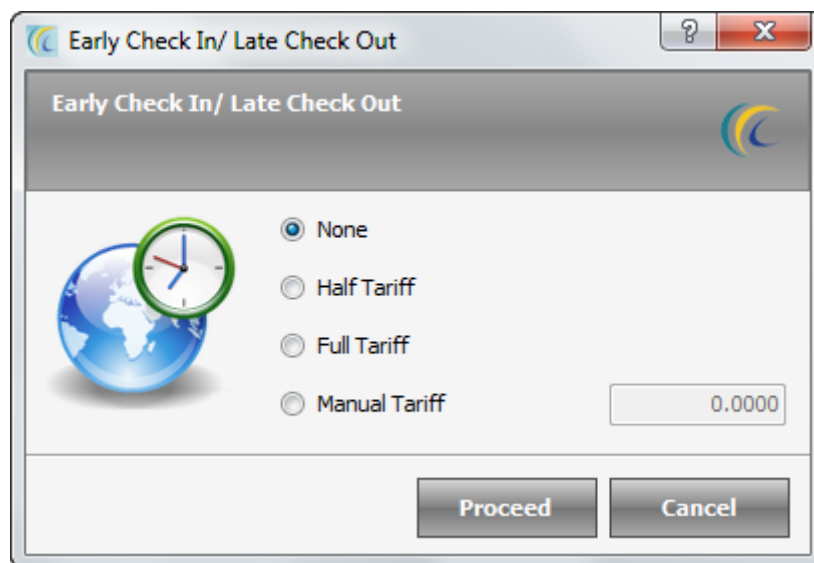 Early Check In/ Late Check Out
?
X
Early Check In/ Late Check Out
None
Half Tariff
Full Tariff
Manual Tariff 0.0000
Proceed Cancel